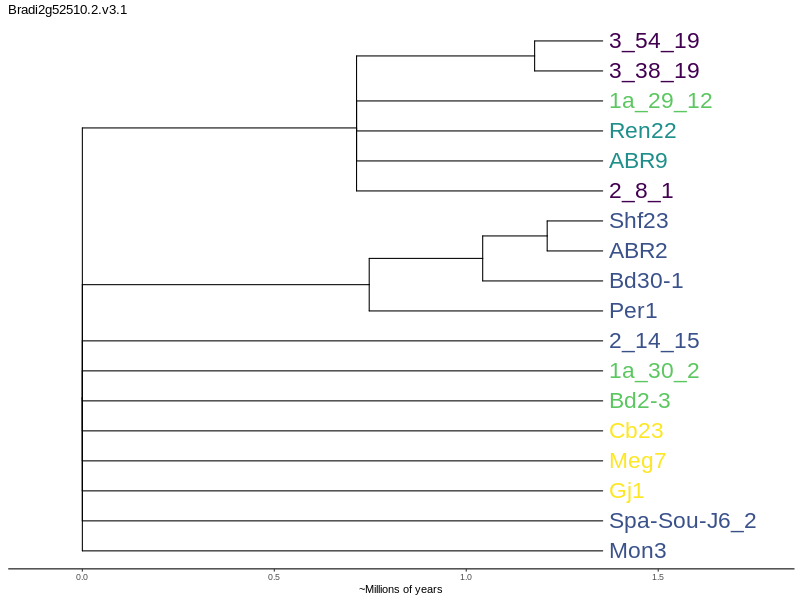 Bradi2g52510.2.v3.1
3_54_19
3_38_19
1a_29_12
Ren22
ABR9
2_8_1
Shf23
ABR2
Bd30-1
Per1
2_14_15
1a_30_2
Bd2-3
Cb23
Meg7
Gj1
Spa-Sou-J6_2
Mon3
0.0 0.5 1.0 1.5
~Millions of years